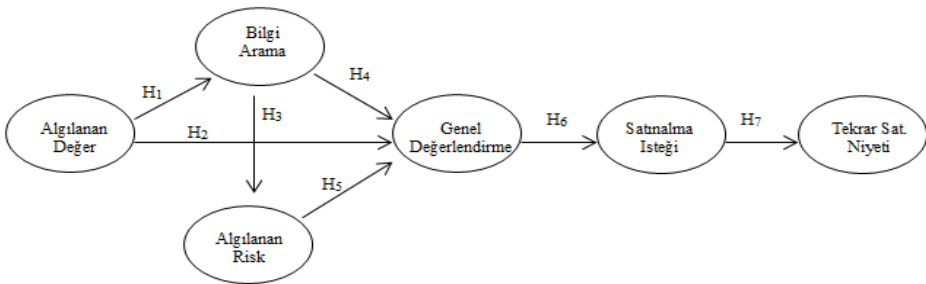 Bilgi
Arama
H1
H4
H3
Algılanan
Değer
H2
Genel
Değerlendirme
H6
Satınalma
Isteği
H7
Tekrar Sat.
Niyeti
H5
Algılanan
Risk